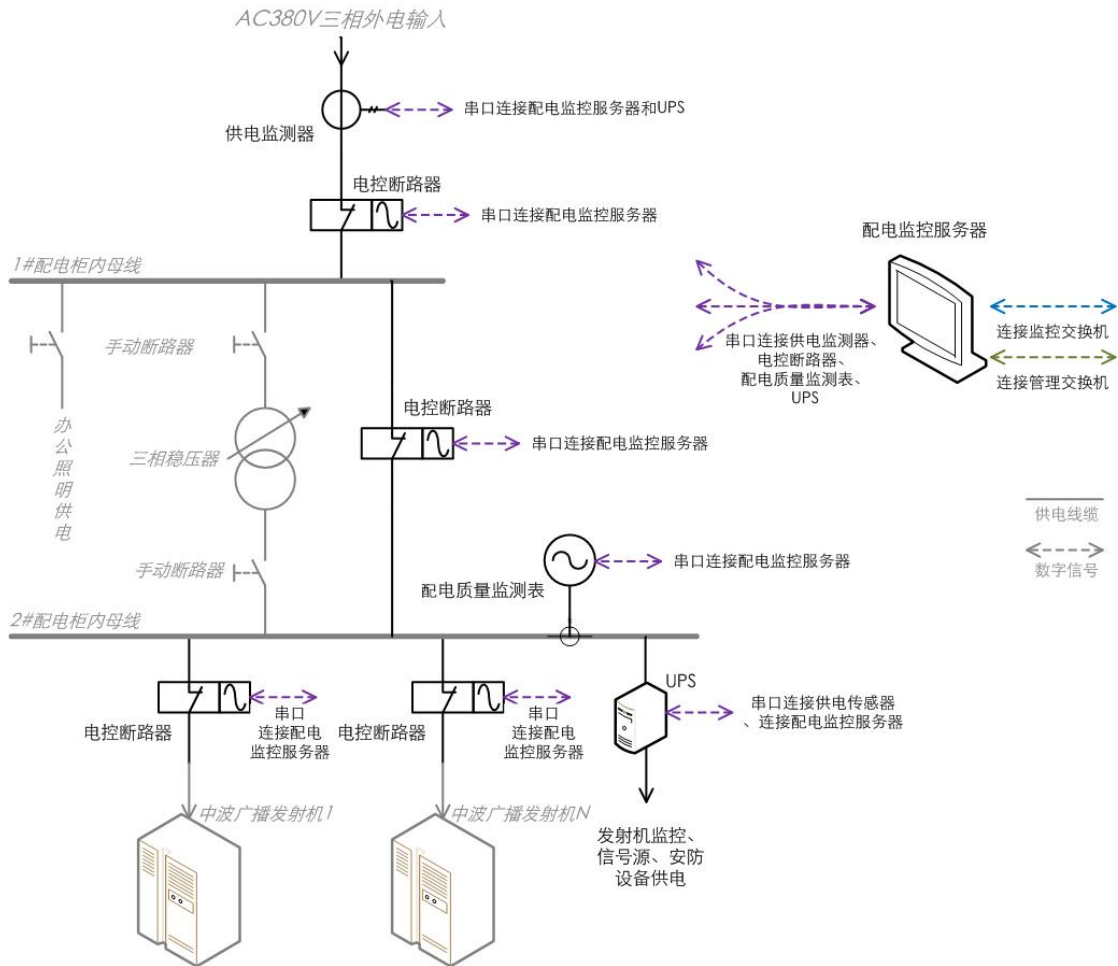 AC380V三相外电输入
串口连接配电监控服务器和UPS
供电监测器
电控断路器
串口连接配电监控服务器
配电监控服务器
1#配电柜内母线
连接监控交换机
串口连接供电监测器、
电控断路器、
配电质量监测表、
UPS
连接管理交换机
手动断路器
电控断路器
串口连接配电监控服务器
办公照明供电
三相稳压器
供电线缆
数字信号
手动断路器
串口连接配电监控服务器
配电质量监测表
2#配电柜内母线
UPS
串口连接供电传感器
、连接配电监控服务器
串口
连接配电
监控服务器
电控断路器
串口
连接配电
监控服务器
电控断路器
中波广播发射机1
中波广播发射机N
发射机监控、
信号源、安防
设备供电